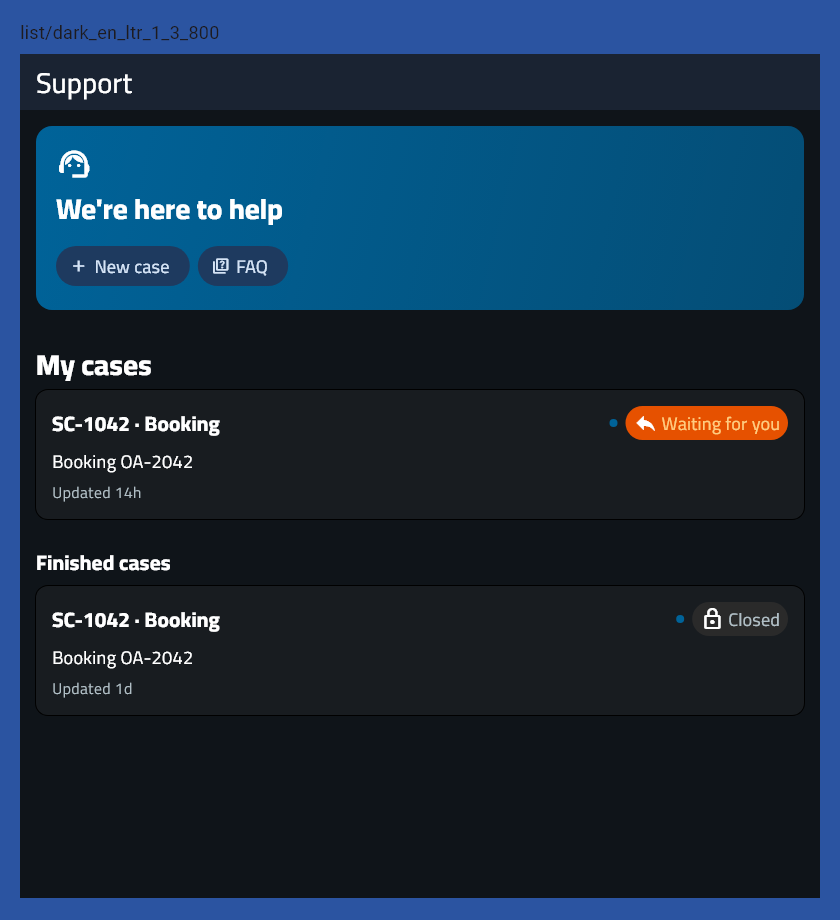 list/dark_en_ltr_1_3_800
Support
We're here to help
+ New case
FAQ
My cases
SC-1042 · Booking
Waiting for you
Booking OA-2042
Updated 14h
Finished cases
SC-1042 · Booking
Closed
Booking OA-2042
Updated 1d